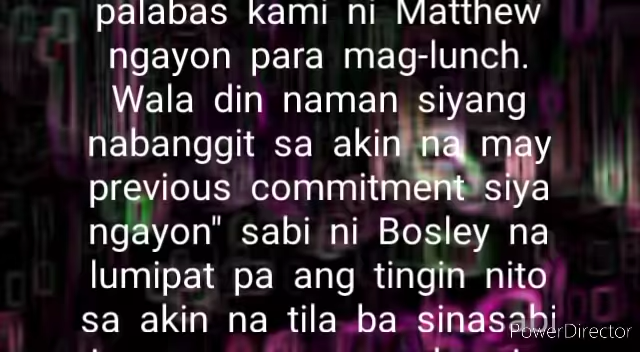 palabas kami ni Matthew
ngayon para mag-lunch.
Wala din naman siyang
nabanggit sa akin na may
previous commitment siya
ngayon" sabi ni Bosley na
lumipat pa ang tingin nito
sa akin na tila ba sinasabi
PowerDirector